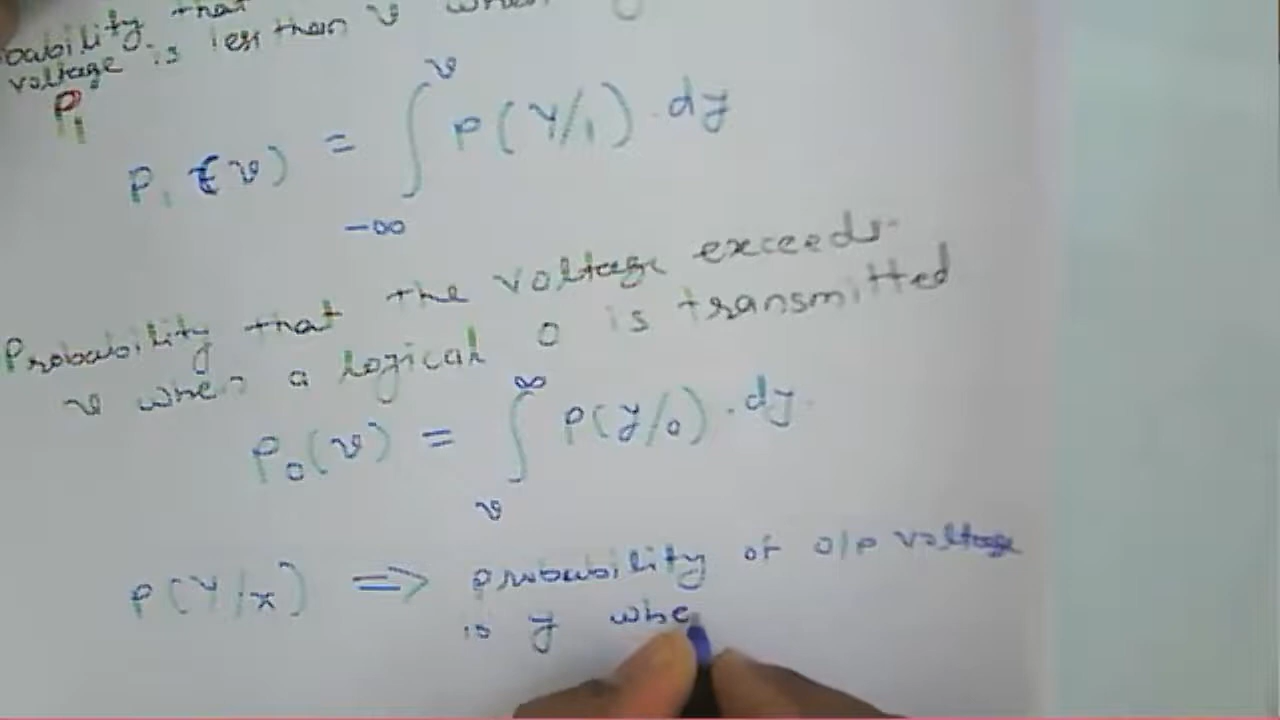 bability that
voltage is less than v when
P1
P1 (v) = ∫ v -∞ P(Y/1) . dy
Probability that the voltage exceeds
v when a logical 0 is transmitted
P0(v) = ∫ ∞ v P(y/0) . dy
P(Y/x) => probability of o/p voltage
is y whe